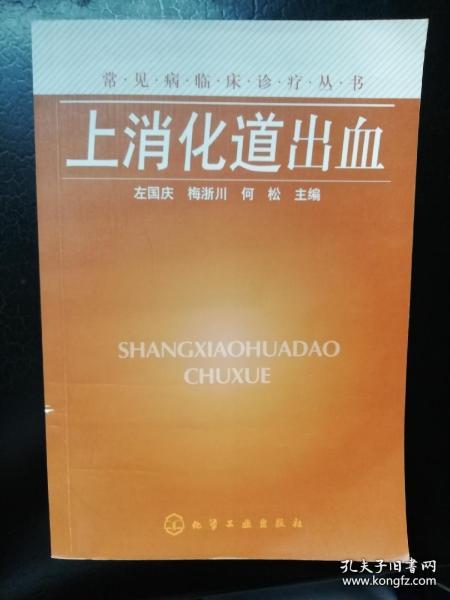 常·见·病·临·床·诊·疗·丛·书
上消化道出血
左国庆 梅浙川 何松 主编
SHANGXIAOHUADAO
CHUXUE
化学工业出版社
孔夫子旧书网
www.kongfz.com